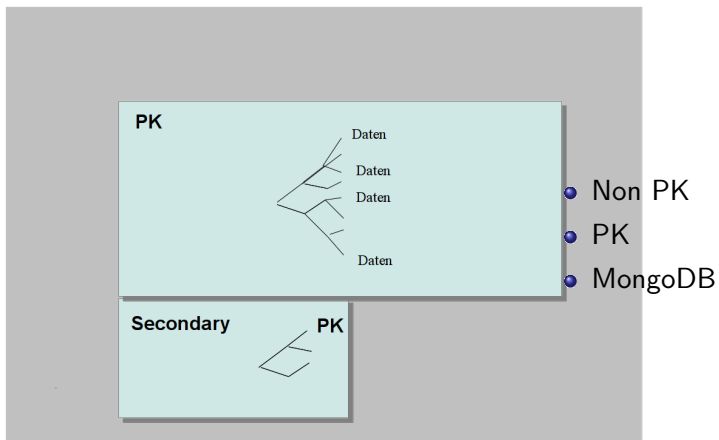 PK
Daten
Daten
Daten
Daten
Secondary
PK
Non PK
PK
MongoDB